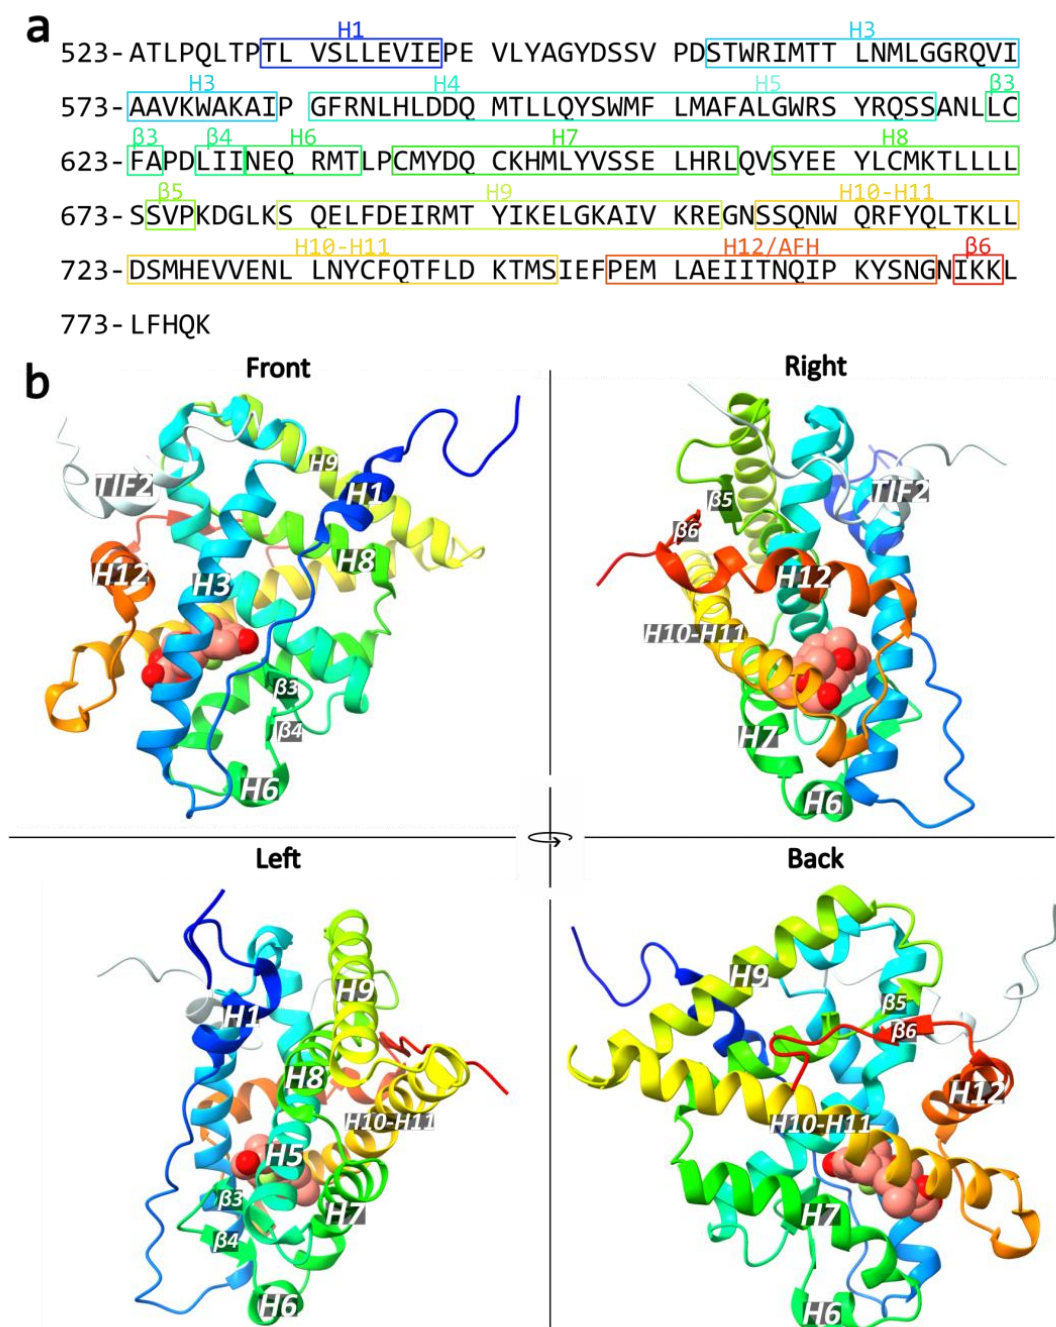 a
H1 H3
523- ATLPQLTPTL VSLLEVIEPE VLYAGYDSSV PDSTWRIMTT LNMLGGRQVI
H3 H4 H5 β3
573- AAVKWAKAIP GFRNLHLDDQ MTLLQYSWMF LMAFALGWRS YRQSSANLLC
β3 β4 H6 H7 H8
623- FAPDLIINEQ RMTLPCMYDQ CKHMLYVSSE LHRLQVSYEE YLCMKTLLLL
β5 H9 H10-H11
673- SSVPKDGLKS QELFDEIRMT YIKELGKAIV KREGNSSQNW QRFYQLTKLL
H10-H11 H12/AFH β6
723- DSMHEVVENL LNYCFQTFLD KTMSIEFPEM LAEIITNQIP KYSNGNIKKL
773- LFHQK
b
Front
H9
TIF2
H1
H12
H3
H8
β3
β4
H6
Right
TIF2
β5
β6
H12
H10-H11
H7
H6
Left
H9
H1
H8
H10-H11
H5
β3
H7
β4
H6
Back
H9
β5
β6
H12
H10-H11
H7
H6